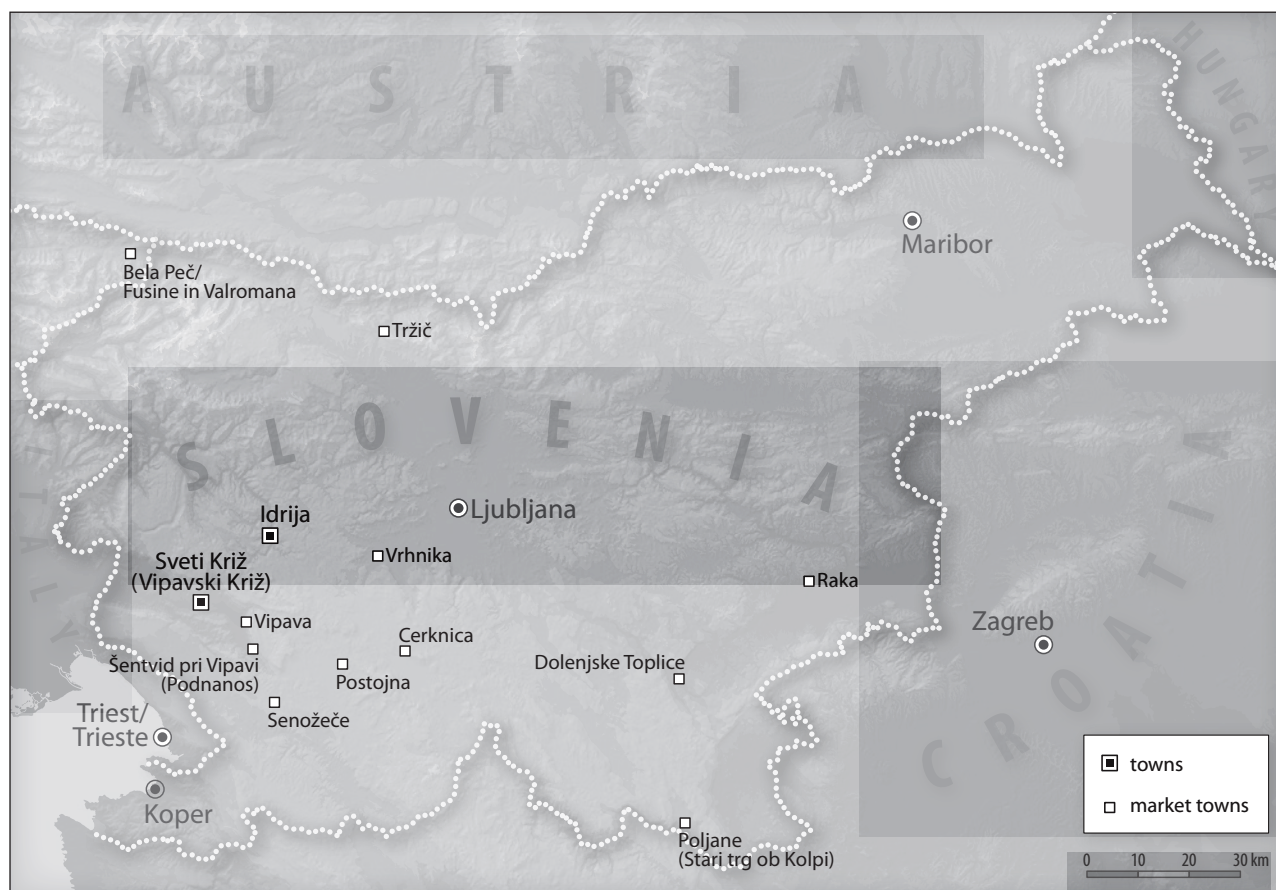 AUSTRIA
HUNGARY
Maribor
Bela Peč/
Fusine in Valromana
Tržič
SLOVENIA
ITALY
Ljubljana
Idrija
Vrhnika
Sveti Križ
(Vipavski Križ)
Raka
Vipava
Cerknica
Zagreb
CROATIA
Šentvid pri Vipavi
(Podnanos)
Postojna
Dolenjske Toplice
Senožeče
Triest/
Trieste
Koper
Poljane
(Stari trg ob Kolpi)
towns
market towns
0 10 20 30 km